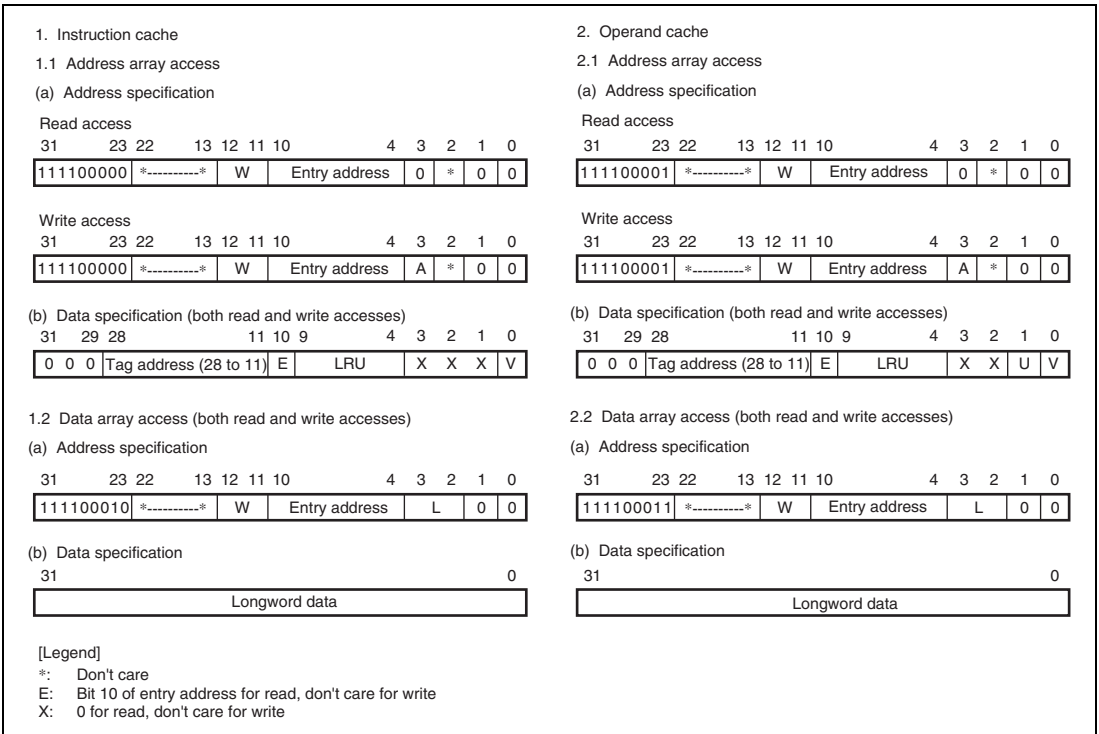 1. Instruction cache
1.1 Address array access
(a) Address specification
Read access
31 23 22 13 12 11 10 4 3 2 1 0
111100000 *----------* W Entry address 0 * 0 0
Write access
31 23 22 13 12 11 10 4 3 2 1 0
111100000 *----------* W Entry address A * 0 0
(b) Data specification (both read and write accesses)
31 29 28 11 10 9 4 3 2 1 0
0 0 0 Tag address (28 to 11) E LRU X X X V
1.2 Data array access (both read and write accesses)
(a) Address specification
31 23 22 13 12 11 10 4 3 2 1 0
111100010 *----------* W Entry address L 0 0
(b) Data specification
31 0
Longword data
2. Operand cache
2.1 Address array access
(a) Address specification
Read access
31 23 22 13 12 11 10 4 3 2 1 0
111100001 *----------* W Entry address 0 * 0 0
Write access
31 23 22 13 12 11 10 4 3 2 1 0
111100001 *----------* W Entry address A * 0 0
(b) Data specification (both read and write accesses)
31 29 28 11 10 9 4 3 2 1 0
0 0 0 Tag address (28 to 11) E LRU X X U V
2.2 Data array access (both read and write accesses)
(a) Address specification
31 23 22 13 12 11 10 4 3 2 1 0
111100011 *----------* W Entry address L 0 0
(b) Data specification
31 0
Longword data
[Legend]
*: Don't care
E: Bit 10 of entry address for read, don't care for write
X: 0 for read, don't care for write